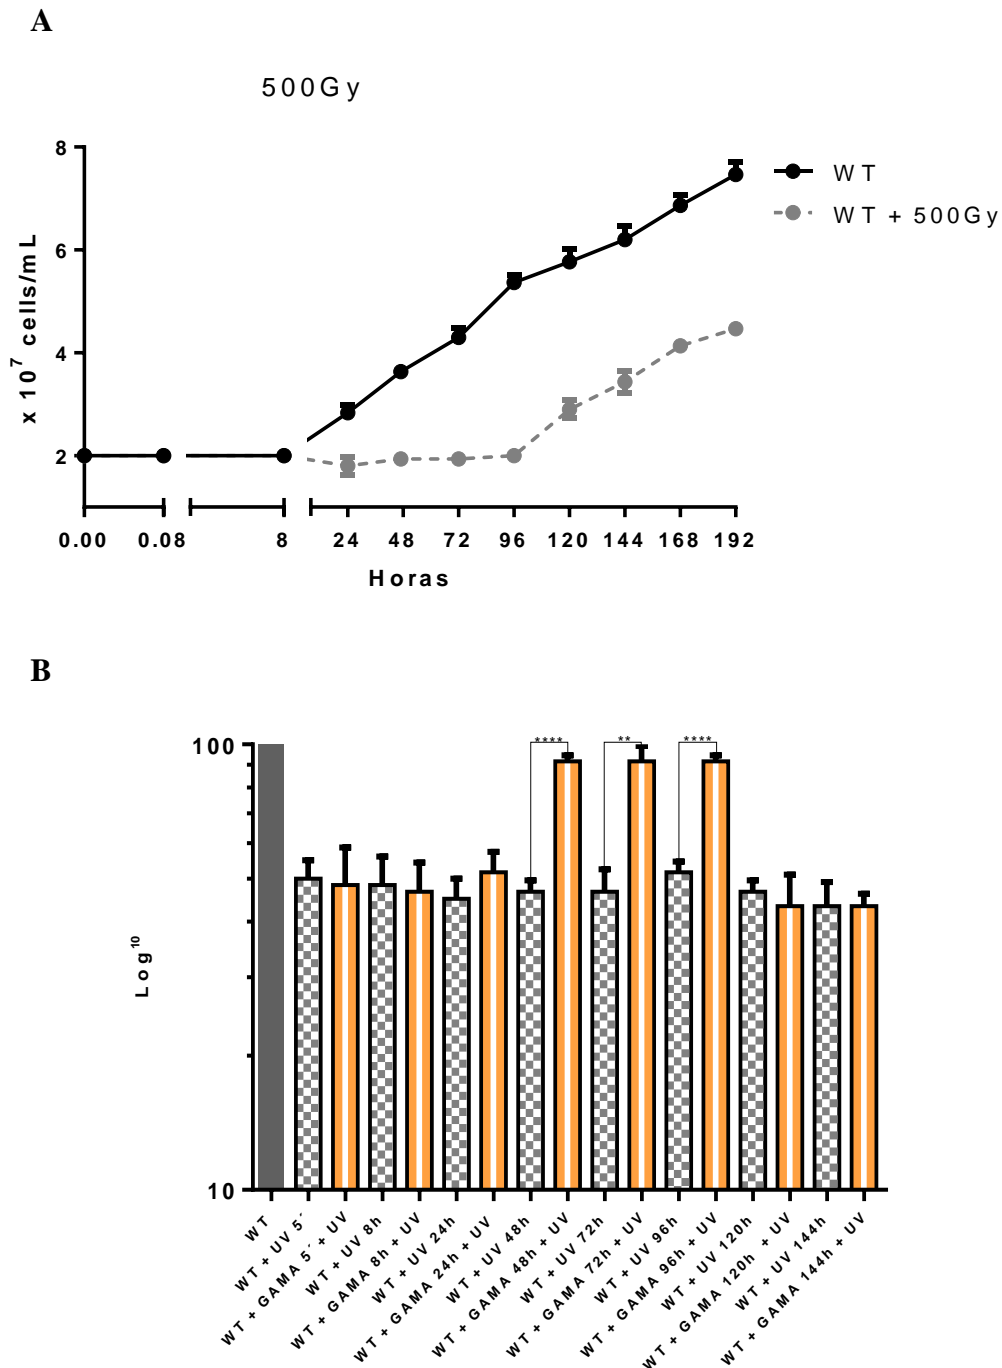 A
500Gy
8
6
4
2
x 10⁷ cells/mL
WT
WT + 500Gy
0.00 0.08 8 24 48 72 96 120 144 168 192
Horas
B
100
10
Log¹⁰
**** ** ****
WT
WT + UV 5´
WT + GAMA 5´ + UV
WT + UV 8h
WT + GAMA 8h + UV
WT + UV 24h
WT + GAMA 24h + UV
WT + UV 48h
WT + GAMA 48h + UV
WT + UV 72h
WT + GAMA 72h + UV
WT + UV 96h
WT + GAMA 96h + UV
WT + UV 120h
WT + GAMA 120h + UV
WT + UV 144h
WT + GAMA 144h + UV